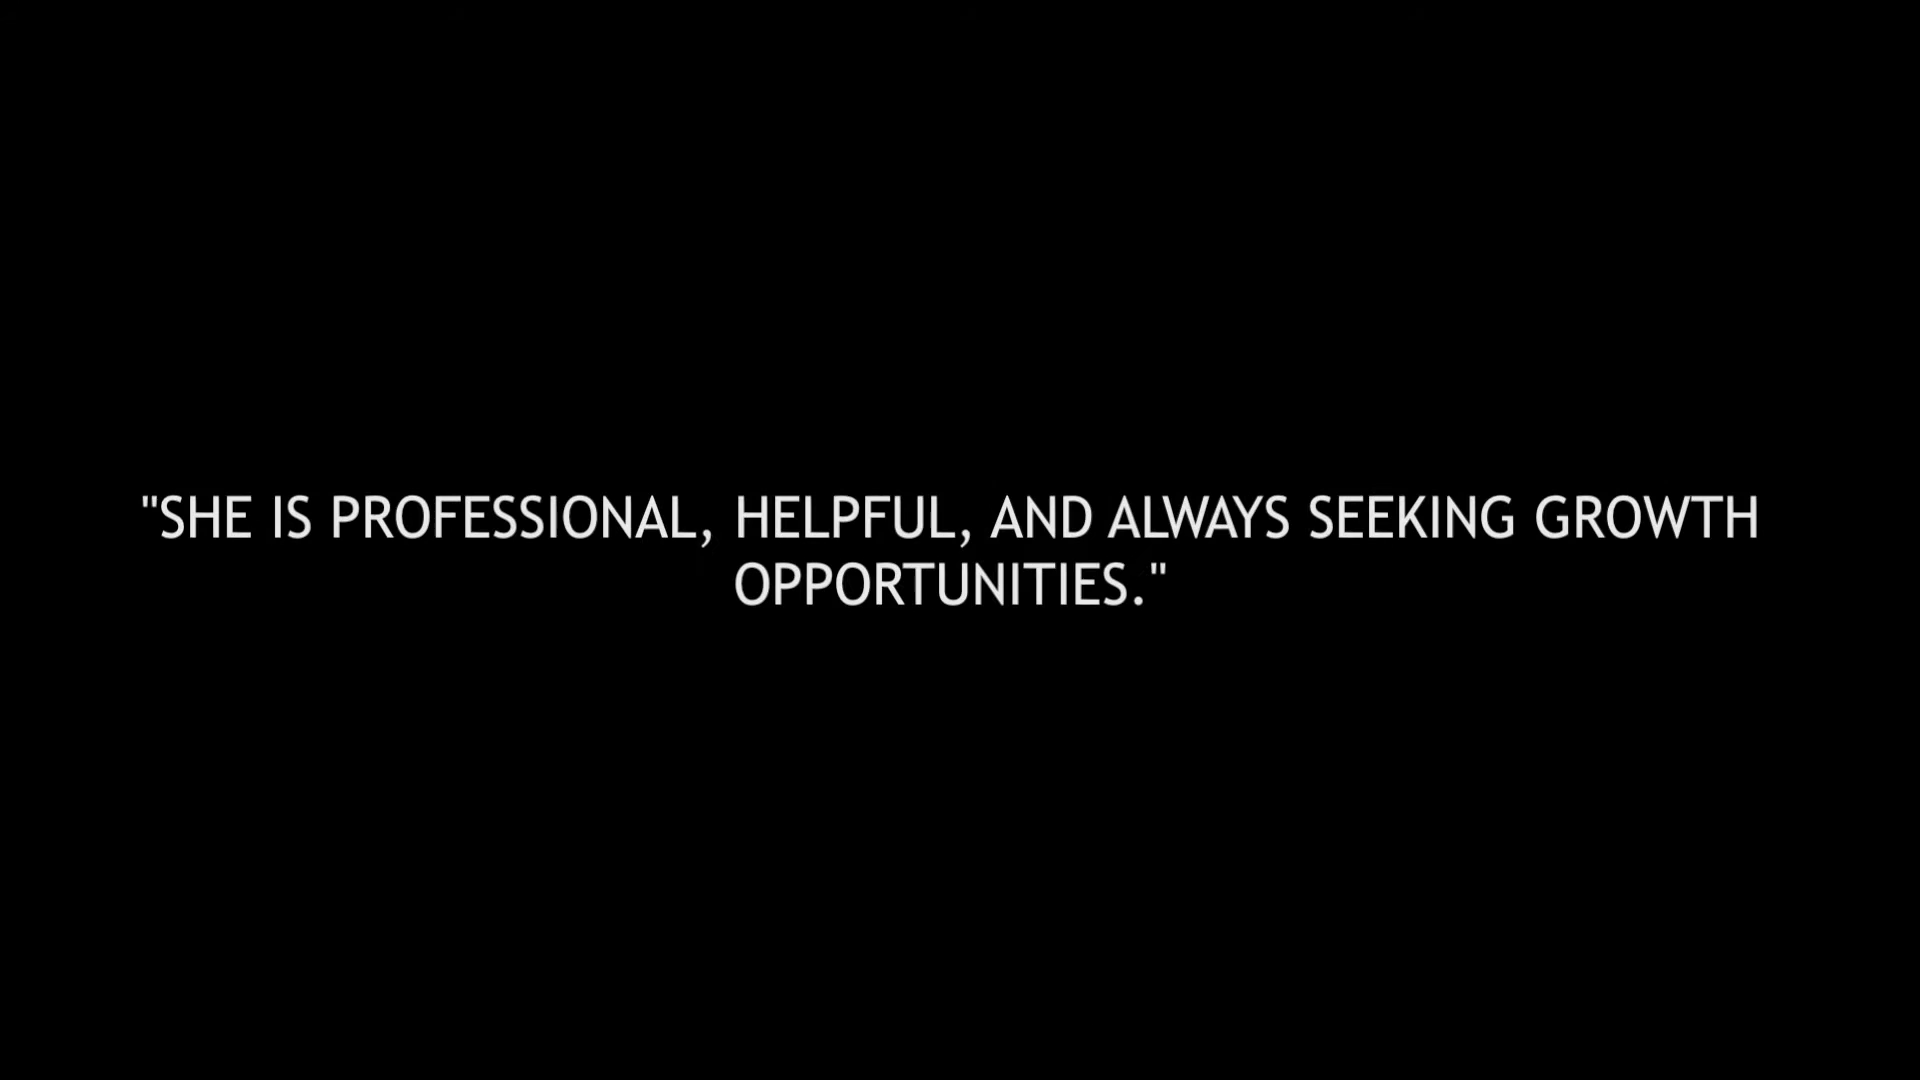 "SHE IS PROFESSIONAL, HELPFUL, AND ALWAYS SEEKING GROWTH
OPPORTUNITIES."